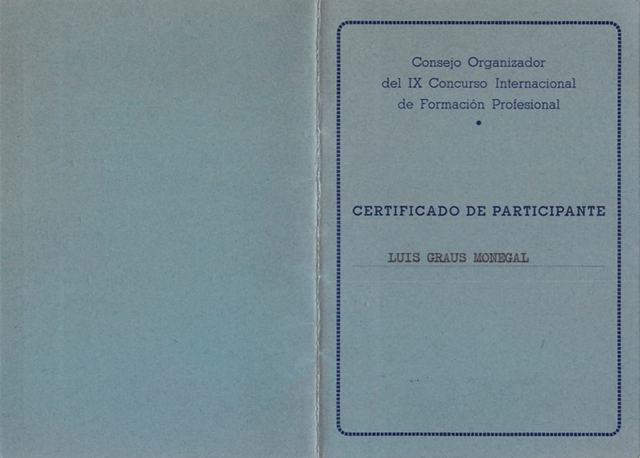 Consejo Organizador
del IX Concurso Internacional
de Formación Profesional
CERTIFICADO DE PARTICIPANTE
LUIS GRAUS MONEGAL